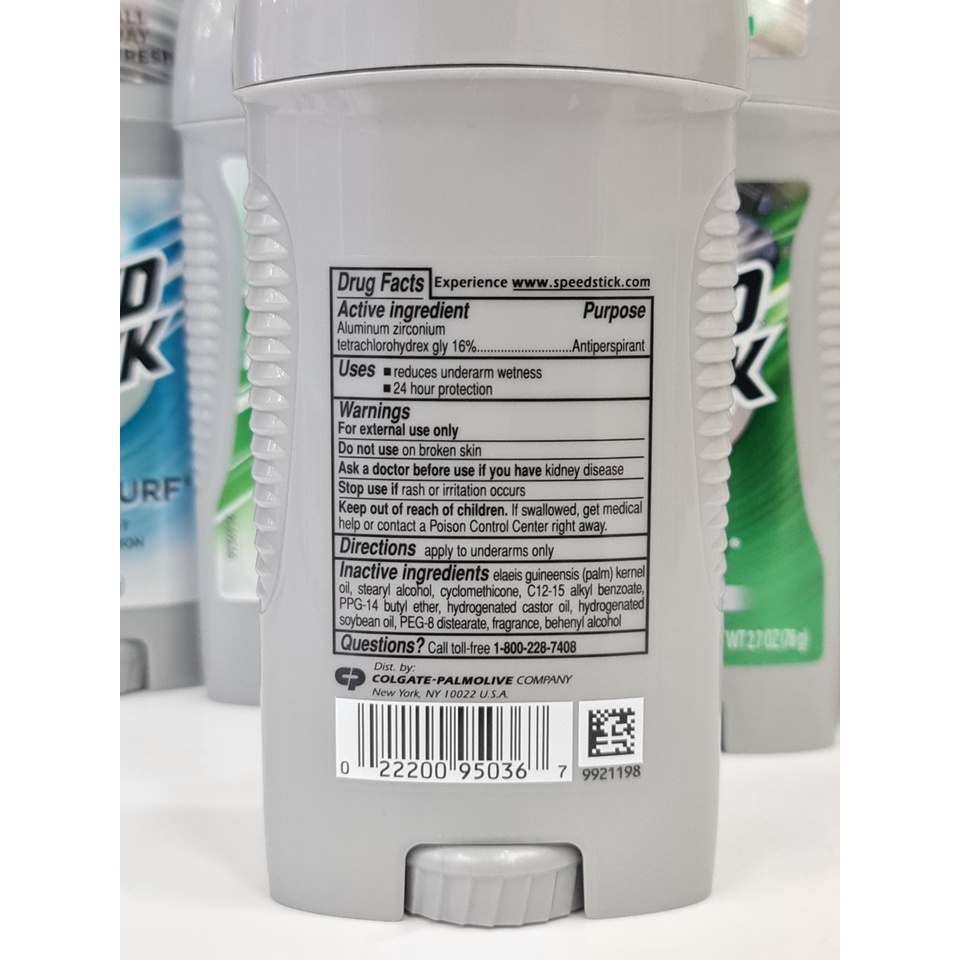 Drug Facts Experience www.speedstick.com
Active ingredient Purpose
Aluminum zirconium
tetrachlorohydrex gly 16%............................Antiperspirant
Uses ■ reduces underarm wetness
■ 24 hour protection
Warnings
For external use only
Do not use on broken skin
Ask a doctor before use if you have kidney disease
Stop use if rash or irritation occurs
Keep out of reach of children. If swallowed, get medical
help or contact a Poison Control Center right away.
Directions apply to underarms only
Inactive ingredients elaeis guineensis (palm) kernel
oil, stearyl alcohol, cyclomethicone, C12-15 alkyl benzoate,
PPG-14 butyl ether, hydrogenated castor oil, hydrogenated
soybean oil, PEG-8 distearate, fragrance, behenyl alcohol
Questions? Call toll-free 1-800-228-7408
CP Dist. by:
COLGATE-PALMOLIVE COMPANY
New York, NY 10022 U.S.A.
0 22200 95036 7
9921198
WT 2.7 OZ (76 g)